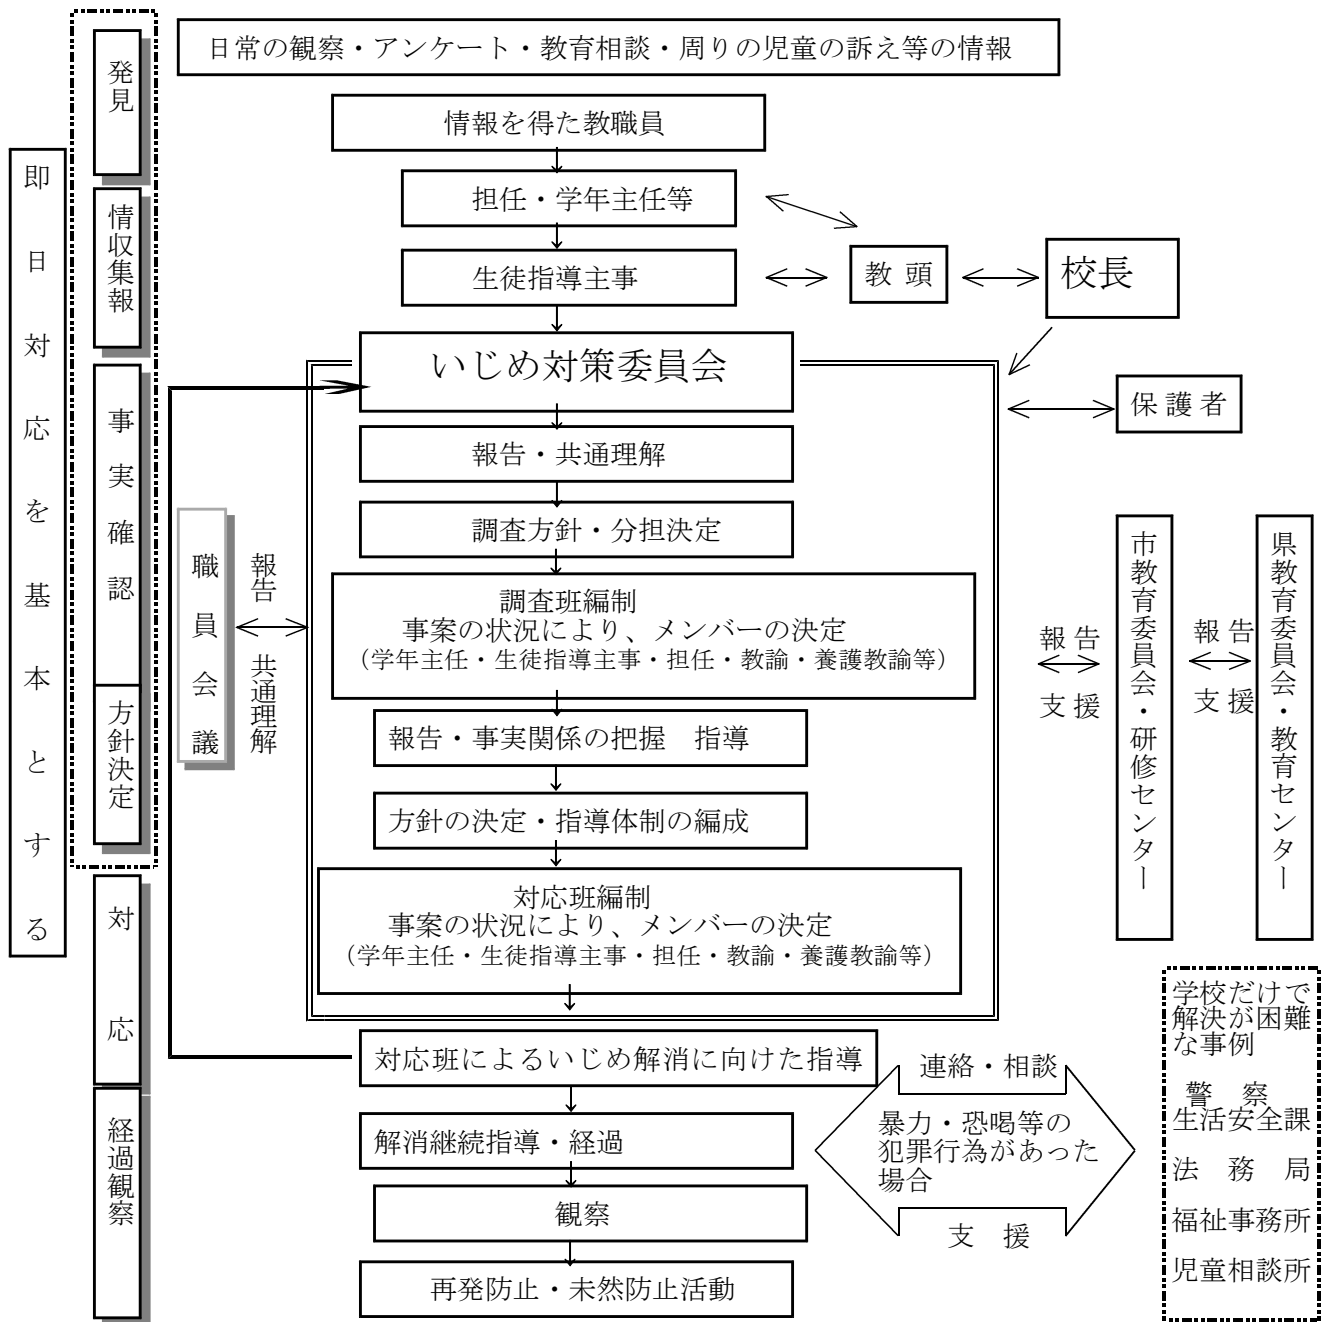 日常の観察・アンケート・教育相談・周りの児童の訴え等の情報
発見
情報を得た教職員
即日対応を基本とする
担任・学年主任等
情収集報
生徒指導主事
教頭
校長
いじめ対策委員会
事実確認
保護者
報告・共通理解
調査方針・分担決定
職員会議
報告
共通理解
調査班編制
事案の状況により、メンバーの決定
（学年主任・生徒指導主事・担任・教諭・養護教諭等）
報告
支援
市教育委員会・研修センター
報告
支援
県教育委員会・教育センター
方針決定
報告・事実関係の把握　指導
方針の決定・指導体制の編成
対応班編制
事案の状況により、メンバーの決定
（学年主任・生徒指導主事・担任・教諭・養護教諭等）
対応
対応班によるいじめ解消に向けた指導
経過観察
解消継続指導・経過
観察
再発防止・未然防止活動
連絡・相談
暴力・恐喝等の
犯罪行為があった
場合
支　援
学校だけで
解決が困難
な事例
警　察
生活安全課
法　務　局
福祉事務所
児童相談所